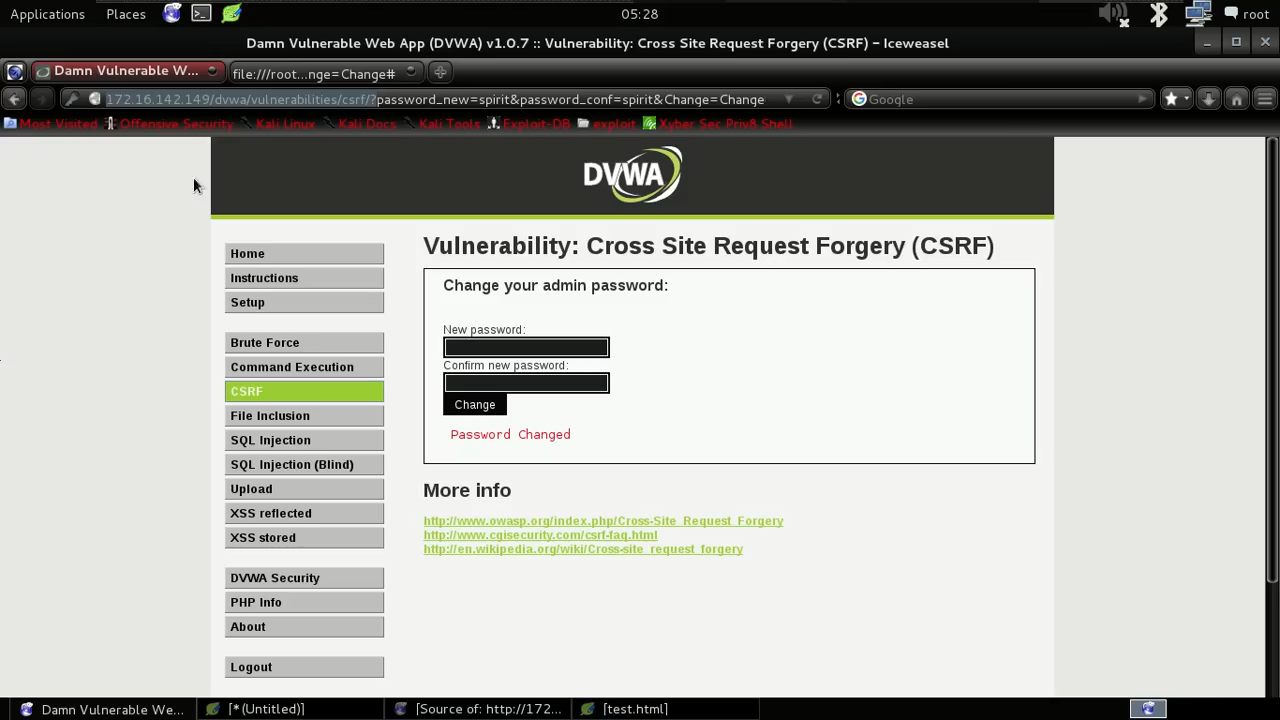 Applications Places 05:28 root
Damn Vulnerable Web App (DVWA) v1.0.7 :: Vulnerability: Cross Site Request Forgery (CSRF) - Iceweasel
Damn Vulnerable W... file:///root...nge=Change#
172.16.142.149/dvwa/vulnerabilities/csrf/?password_new=spirit&password_conf=spirit&Change=Change Google
Most Visited Offensive Security Kali Linux Kali Docs Kali Tools Exploit-DB exploit Xyber Sec Priv8 Shell
DVWA
Home
Instructions
Setup
Brute Force
Command Execution
CSRF
File Inclusion
SQL Injection
SQL Injection (Blind)
Upload
XSS reflected
XSS stored
DVWA Security
PHP Info
About
Logout
Vulnerability: Cross Site Request Forgery (CSRF)
Change your admin password:
New password:
Confirm new password:
Change
Password Changed
More info
http://www.owasp.org/index.php/Cross-Site_Request_Forgery
http://www.cgisecurity.com/csrf-faq.html
http://en.wikipedia.org/wiki/Cross-site_request_forgery
Damn Vulnerable We... [*(Untitled)] [Source of: http://172... [test.html]